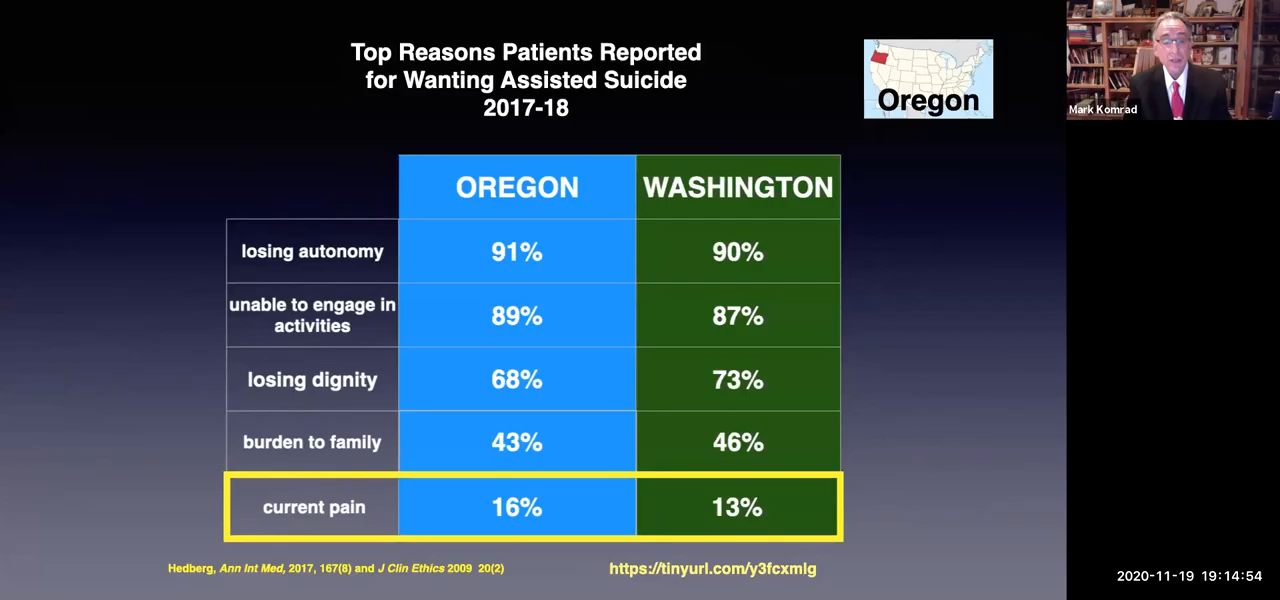 Top Reasons Patients Reported
for Wanting Assisted Suicide
2017-18
Oregon
Mark Komrad
OREGON WASHINGTON
losing autonomy 91% 90%
unable to engage in
activities 89% 87%
losing dignity 68% 73%
burden to family 43% 46%
current pain 16% 13%
Hedberg, Ann Int Med, 2017, 167(8) and J Clin Ethics 2009 20(2)
https://tinyurl.com/y3fcxmlg
2020-11-19 19:14:54